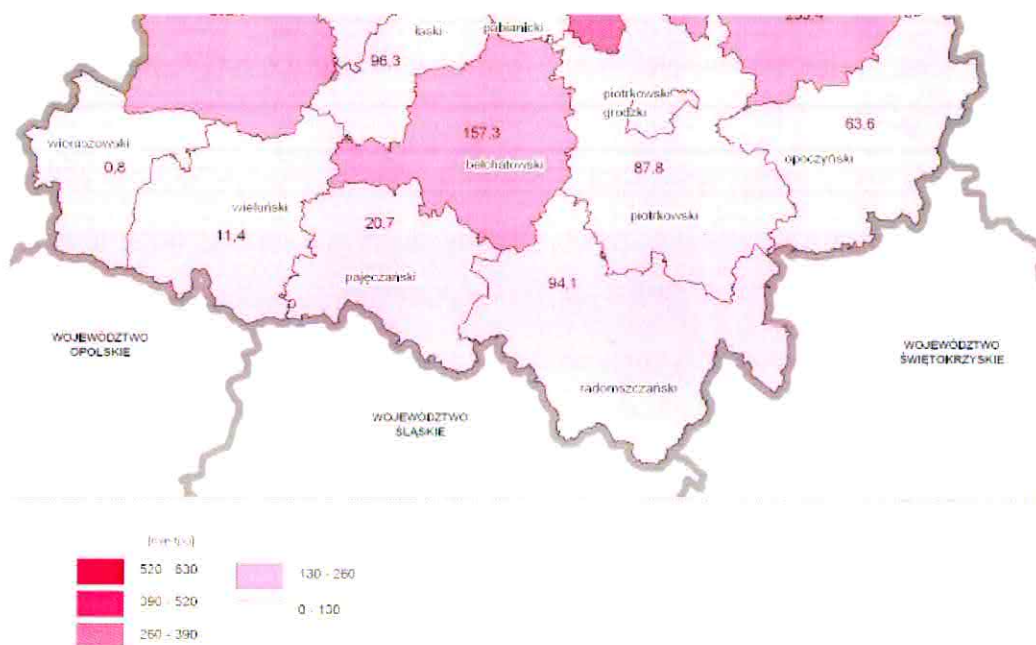 łaski
pabianicki
96,3
piotrkowski
grodzki
63.6
157.3
wieruszowski
opoczyński
0,8
bełchatowski
87.8
wieluński
20.7
piotrkowski
11.4
pajęczański
94,1
WOJEWÓDZTWO
OPOLSKIE
WOJEWÓDZTWO
ŚWIĘTOKRZYSKIE
radomszczański
WOJEWÓDZTWO
ŚLĄSKIE
520 - 630
130 - 260
390 - 520
0 - 130
260 - 390